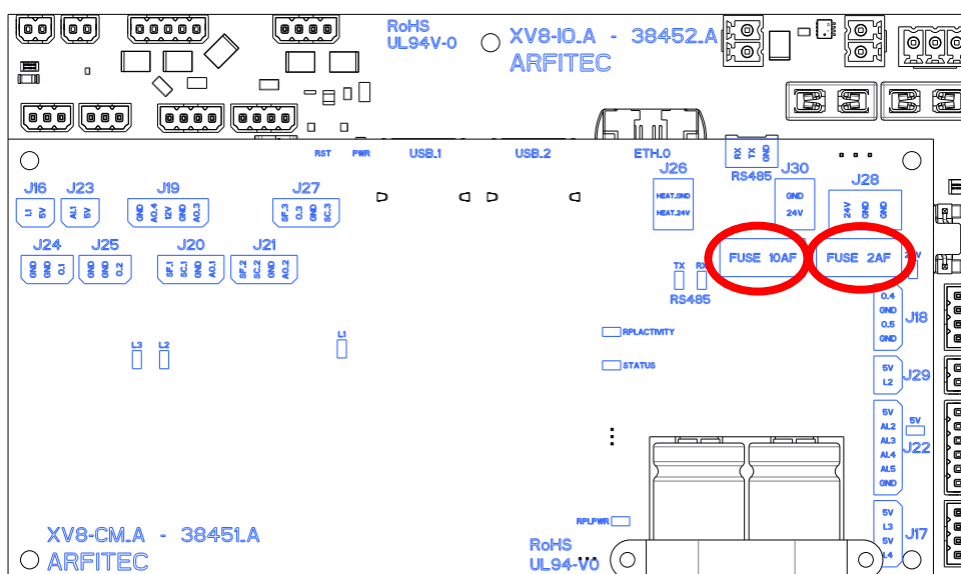 RoHS
UL94V-0
XV8-IO.A - 38452.A
ARFITEC
RST
PWR
USB.1
USB.2
ETH.0
RX
TX
GND
RS485
J16
L1
5V
J23
AL1
5V
J19
GND
AO.4
12V
GND
AO.3
J27
SF.3
O.3
GND
SC.3
J26
HEAT.GND
HEAT.24V
J30
GND
24V
J28
24V
GND
GND
J24
GND
GND
O.1
J25
GND
GND
O.2
J20
SF.1
SC.1
GND
AO.1
J21
SF.2
SC.2
GND
AO.2
FUSE 10AF
FUSE 2AF
TX
RX
RS485
O.4
GND
O.5
GND
J18
L3
L2
L1
RPI.ACTIVITY
STATUS
5V
L2
J29
5V
AL2
AL3
AL4
AL5
GND
5V
J22
RPI.PWR
5V
L3
5V
L4
J17
XV8-CM.A - 38451.A
ARFITEC
RoHS
UL94-V0